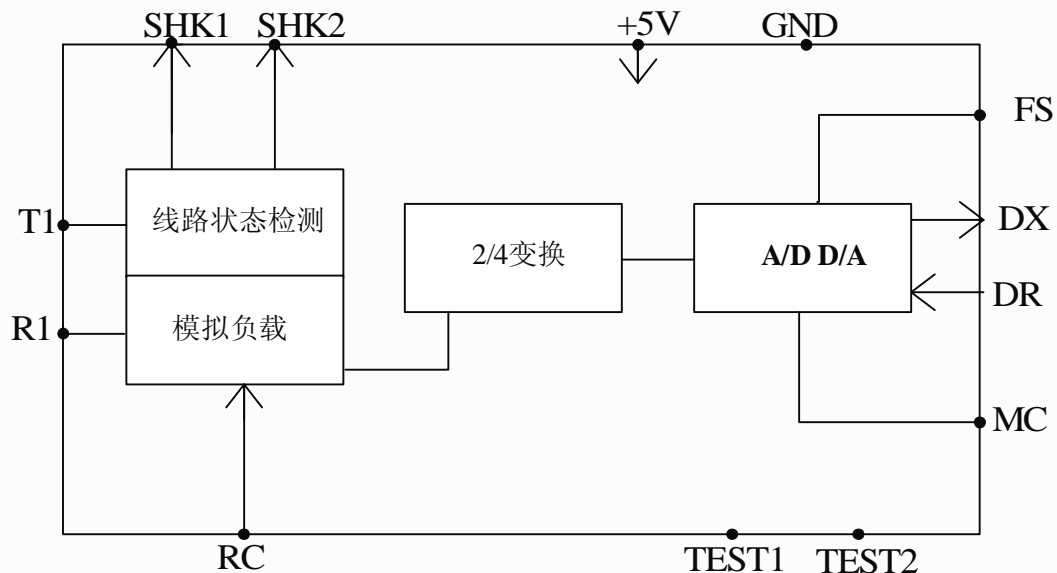 SHK1 SHK2 +5V GND
FS
T1
线路状态检测
2/4变换
A/D D/A
DX
DR
R1
模拟负载
MC
RC
TEST1
TEST2